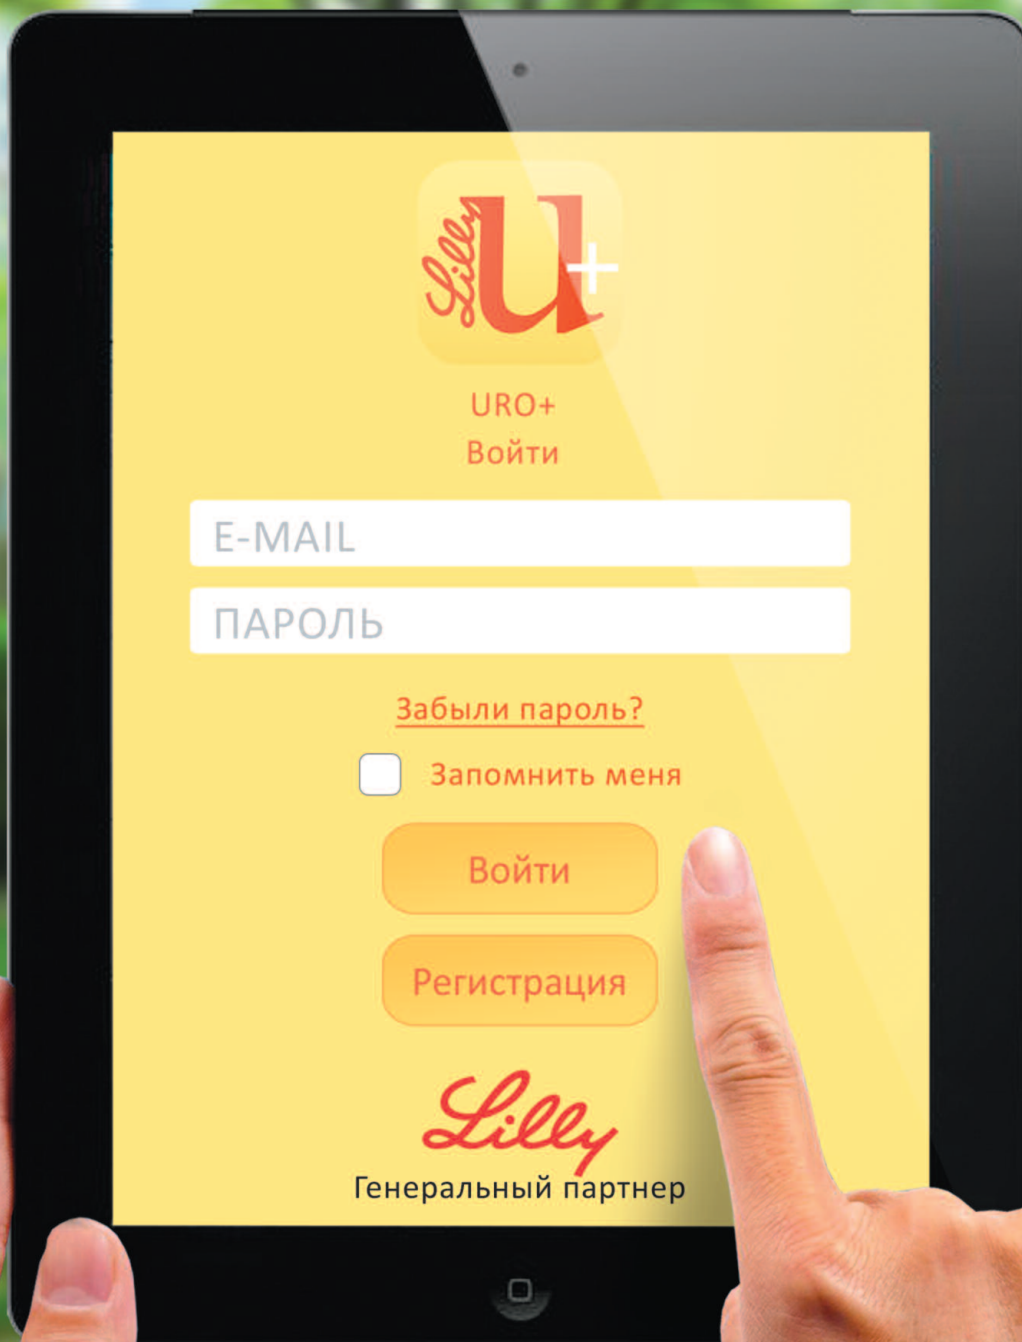 Lilly
u+
URO+
Войти
E-MAIL
ПАРОЛЬ
Забыли пароль?
Запомнить меня
Войти
Регистрация
Lilly
Генеральный партнер